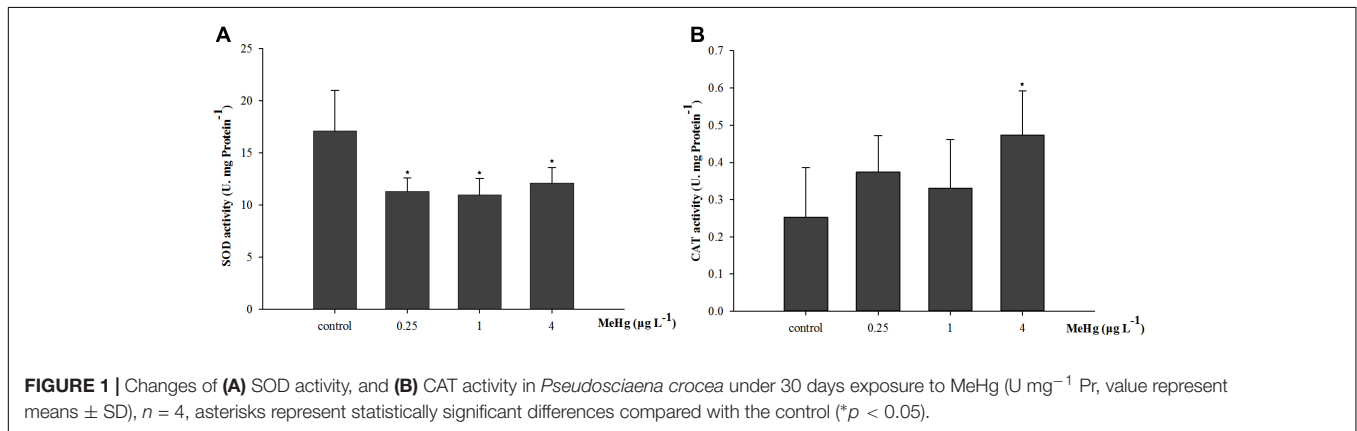 A
25
20
15
10
5
0
SOD activity (U. mg Protein-1)
*
*
*
control 0.25 1 4 MeHg (µg L-1)
B
0.7
0.6
0.5
0.4
0.3
0.2
0.1
0.0
CAT activity (U. mg Protein-1)
*
control 0.25 1 4 MeHg (µg L-1)
FIGURE 1 | Changes of (A) SOD activity, and (B) CAT activity in Pseudosciaena crocea under 30 days exposure to MeHg (U mg−1 Pr, value represent
means ± SD), n = 4, asterisks represent statistically significant differences compared with the control (*p < 0.05).